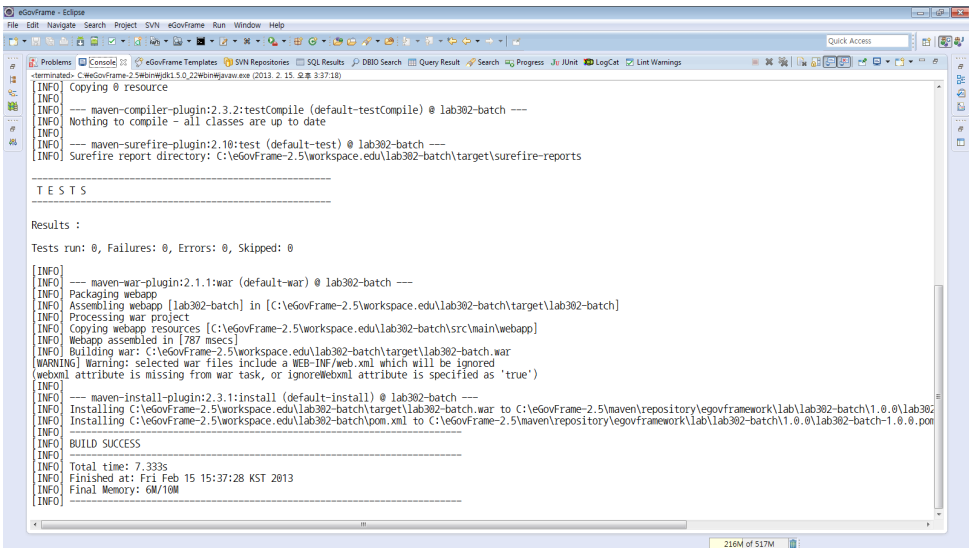 eGovFrame - Eclipse
File Edit Navigate Search Project SVN eGovFrame Run Window Help
Quick Access
Problems Console eGovFrame Templates SVN Repositories SQL Results DBIO Search Query Result Search Progress JUnit LogCat Lint Warnings
<terminated> C:₩eGovFrame-2.5₩bin₩jdk1.5.0_22₩bin₩javaw.exe (2013. 2. 15. 오후 3:37:18)
[INFO] Copying 0 resource
[INFO]
[INFO] --- maven-compiler-plugin:2.3.2:testCompile (default-testCompile) @ lab302-batch ---
[INFO] Nothing to compile - all classes are up to date
[INFO]
[INFO] --- maven-surefire-plugin:2.10:test (default-test) @ lab302-batch ---
[INFO] Surefire report directory: C:\eGovFrame-2.5\workspace.edu\lab302-batch\target\surefire-reports
-------------------------------------------------------
T E S T S
-------------------------------------------------------
Results :
Tests run: 0, Failures: 0, Errors: 0, Skipped: 0
[INFO]
[INFO] --- maven-war-plugin:2.1.1:war (default-war) @ lab302-batch ---
[INFO] Packaging webapp
[INFO] Assembling webapp [lab302-batch] in [C:\eGovFrame-2.5\workspace.edu\lab302-batch\target\lab302-batch]
[INFO] Processing war project
[INFO] Copying webapp resources [C:\eGovFrame-2.5\workspace.edu\lab302-batch\src\main\webapp]
[INFO] Webapp assembled in [787 msecs]
[INFO] Building war: C:\eGovFrame-2.5\workspace.edu\lab302-batch\target\lab302-batch.war
[WARNING] Warning: selected war files include a WEB-INF/web.xml which will be ignored
(webxml attribute is missing from war task, or ignoreWebxml attribute is specified as 'true')
[INFO]
[INFO] --- maven-install-plugin:2.3.1:install (default-install) @ lab302-batch ---
[INFO] Installing C:\eGovFrame-2.5\workspace.edu\lab302-batch\target\lab302-batch.war to C:\eGovFrame-2.5\maven\repository\egovframework\lab\lab302-batch\1.0.0\lab302
[INFO] Installing C:\eGovFrame-2.5\workspace.edu\lab302-batch\pom.xml to C:\eGovFrame-2.5\maven\repository\egovframework\lab\lab302-batch\1.0.0\lab302-batch-1.0.0.pom
[INFO] ------------------------------------------------------------------------
[INFO] BUILD SUCCESS
[INFO] ------------------------------------------------------------------------
[INFO] Total time: 7.333s
[INFO] Finished at: Fri Feb 15 15:37:28 KST 2013
[INFO] Final Memory: 6M/10M
[INFO] ------------------------------------------------------------------------
216M of 517M